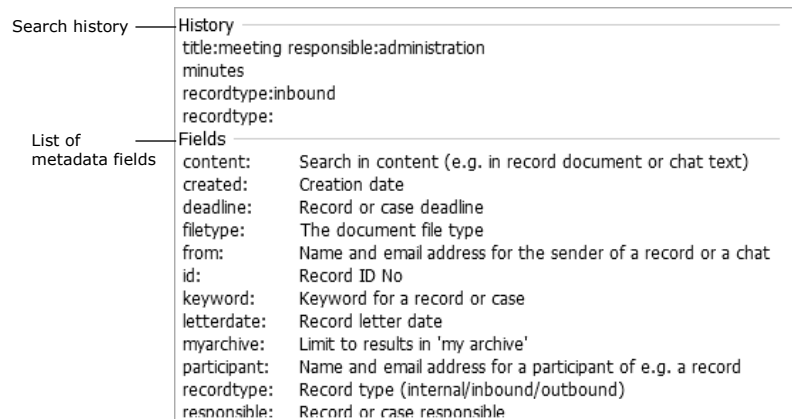 Search history
History
title:meeting responsible:administration
minutes
recordtype:inbound
recordtype:
List of
metadata fields
Fields
content: Search in content (e.g. in record document or chat text)
created: Creation date
deadline: Record or case deadline
filetype: The document file type
from: Name and email address for the sender of a record or a chat
id: Record ID No
keyword: Keyword for a record or case
letterdate: Record letter date
myarchive: Limit to results in 'my archive'
participant: Name and email address for a participant of e.g. a record
recordtype: Record type (internal/inbound/outbound)
responsible: Record or case responsible